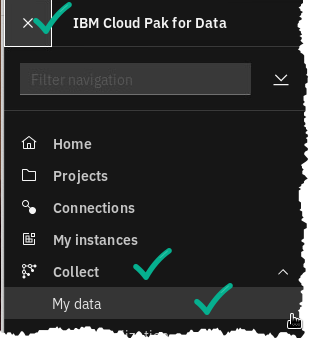 IBM Cloud Pak for Data
Filter navigation
Home
Projects
Connections
My instances
Collect
My data